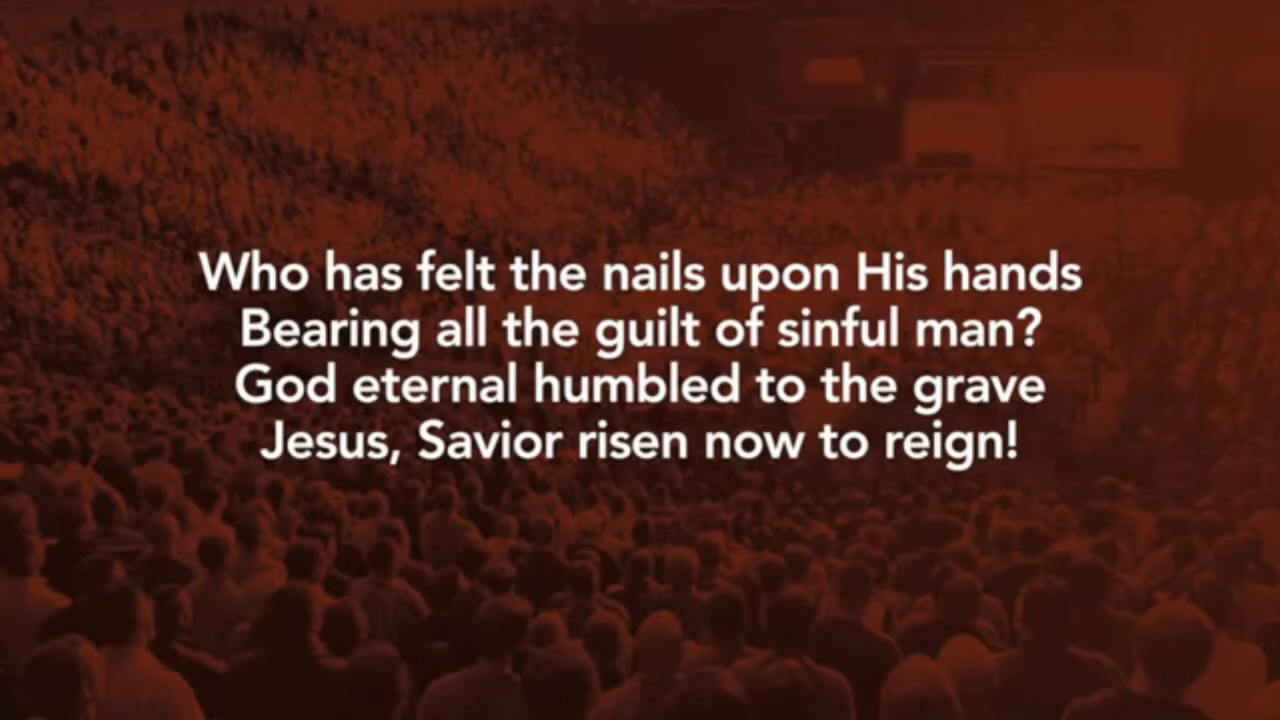 Who has felt the nails upon His hands
Bearing all the guilt of sinful man?
God eternal humbled to the grave
Jesus, Savior risen now to reign!